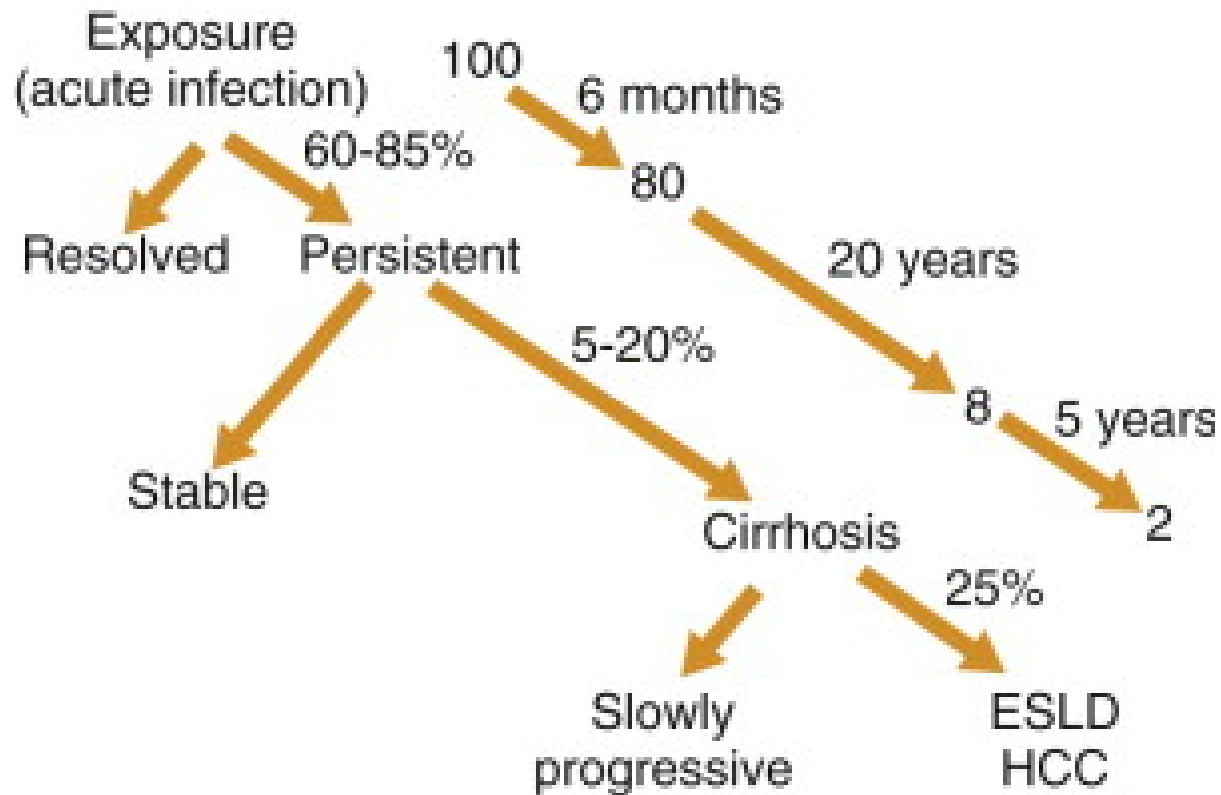 Exposure
(acute infection)
100
6 months
60-85%
80
Resolved
Persistent
20 years
5-20%
8
5 years
Stable
Cirrhosis
2
25%
Slowly
progressive
ESLD
HCC